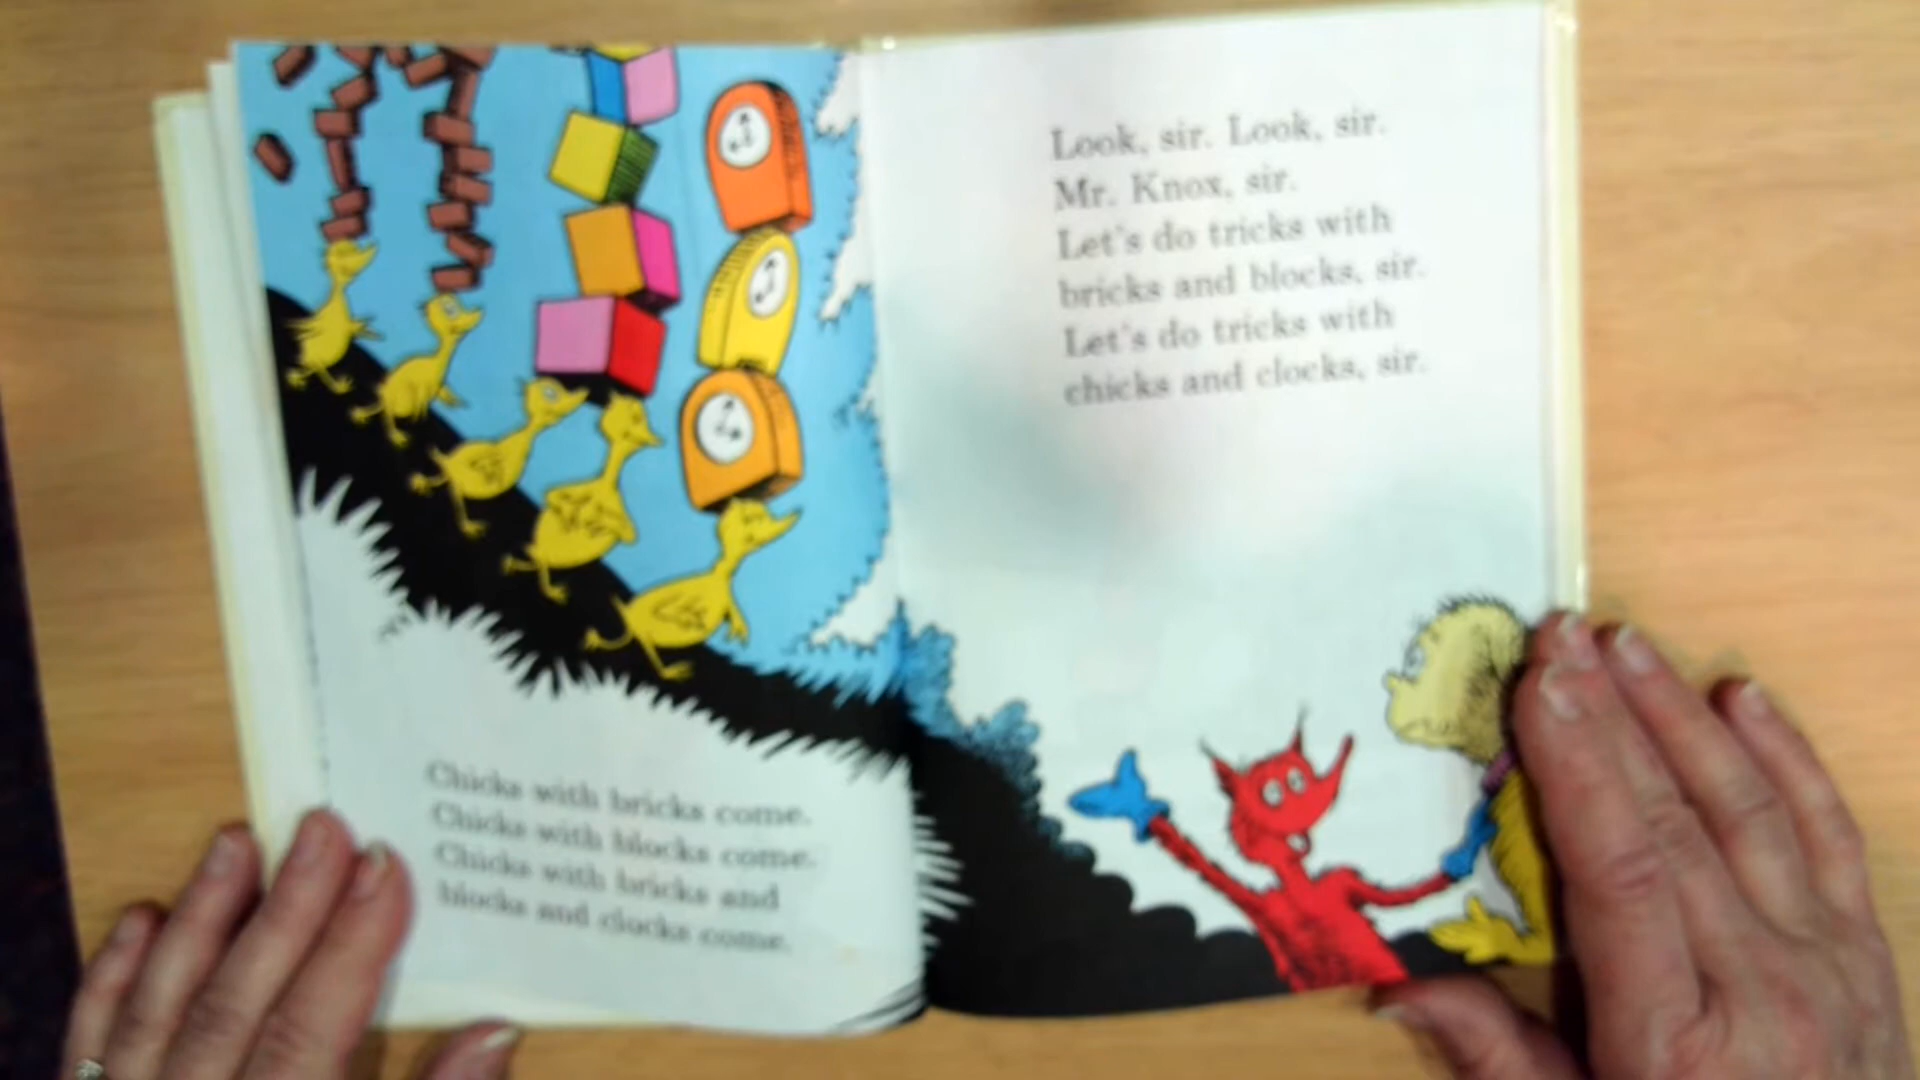 Chicks with bricks come.
Chicks with blocks come.
Chicks with bricks and
blocks and clocks come.
Look, sir. Look, sir.
Mr. Knox, sir.
Let's do tricks with
bricks and blocks, sir.
Let's do tricks with
chicks and clocks, sir.